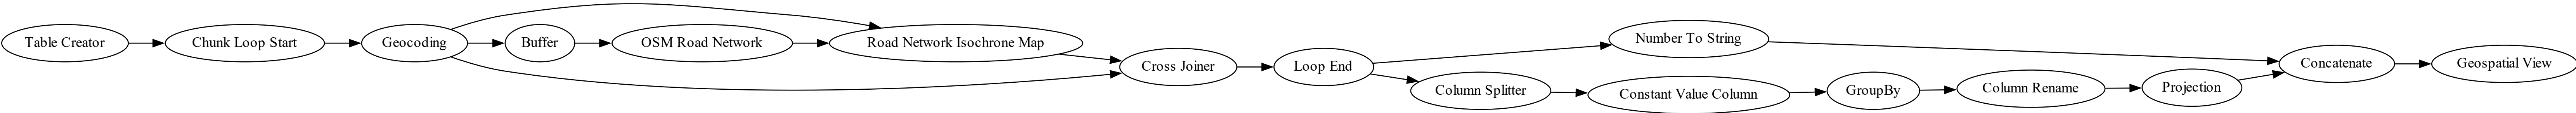 Table Creator
Chunk Loop Start
Geocoding
Buffer
OSM Road Network
Road Network Isochrone Map
Cross Joiner
Loop End
Number To String
Column Splitter
Constant Value Column
GroupBy
Column Rename
Projection
Concatenate
Geospatial View